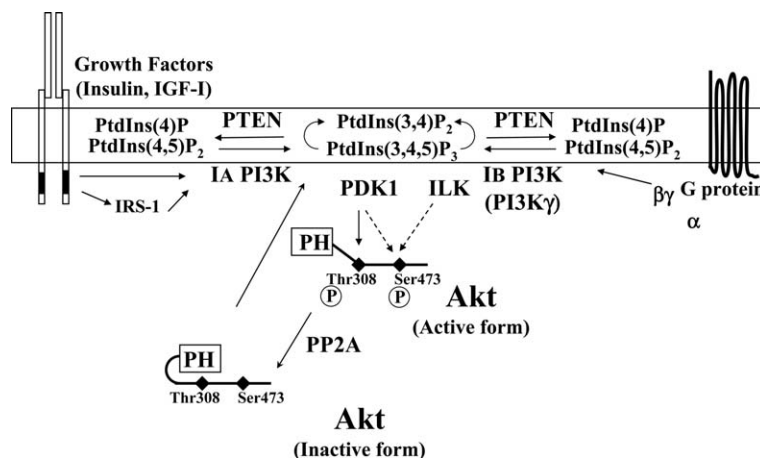 Growth Factors
(Insulin, IGF-I)
PtdIns(4)P
PtdIns(4,5)P2
PTEN
PtdIns(3,4)P2
PtdIns(3,4,5)P3
PTEN
PtdIns(4)P
PtdIns(4,5)P2
IRS-1
IA PI3K
PDK1
ILK
IB PI3K
(PI3Kγ)
βγ G protein
α
PH
Thr308
Ser473
P
P
Akt
(Active form)
PP2A
PH
Thr308
Ser473
Akt
(Inactive form)